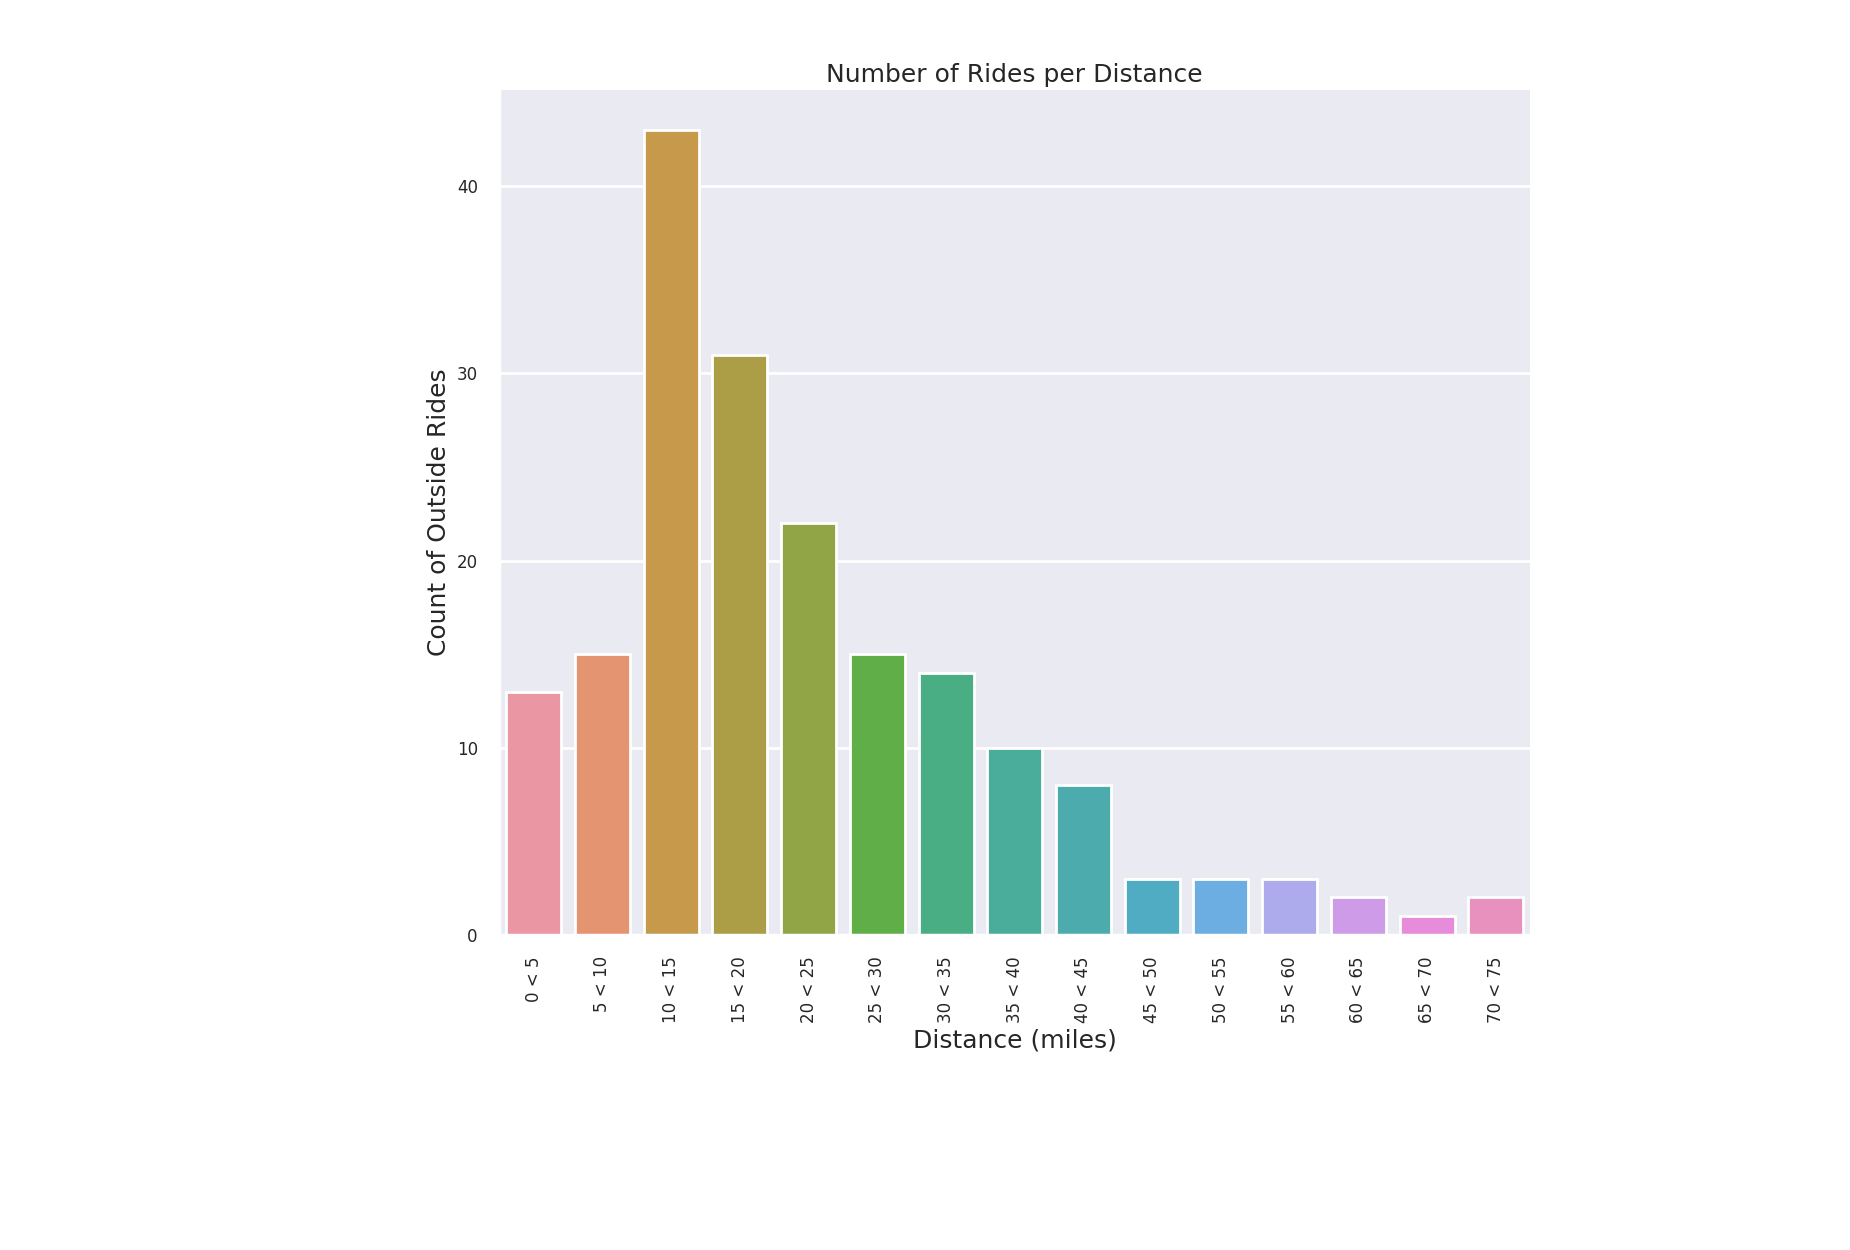 Number of Rides per Distance
Count of Outside Rides
40
30
20
10
0
0 < 5
5 < 10
10 < 15
15 < 20
20 < 25
25 < 30
30 < 35
35 < 40
40 < 45
45 < 50
50 < 55
55 < 60
60 < 65
65 < 70
70 < 75
Distance (miles)